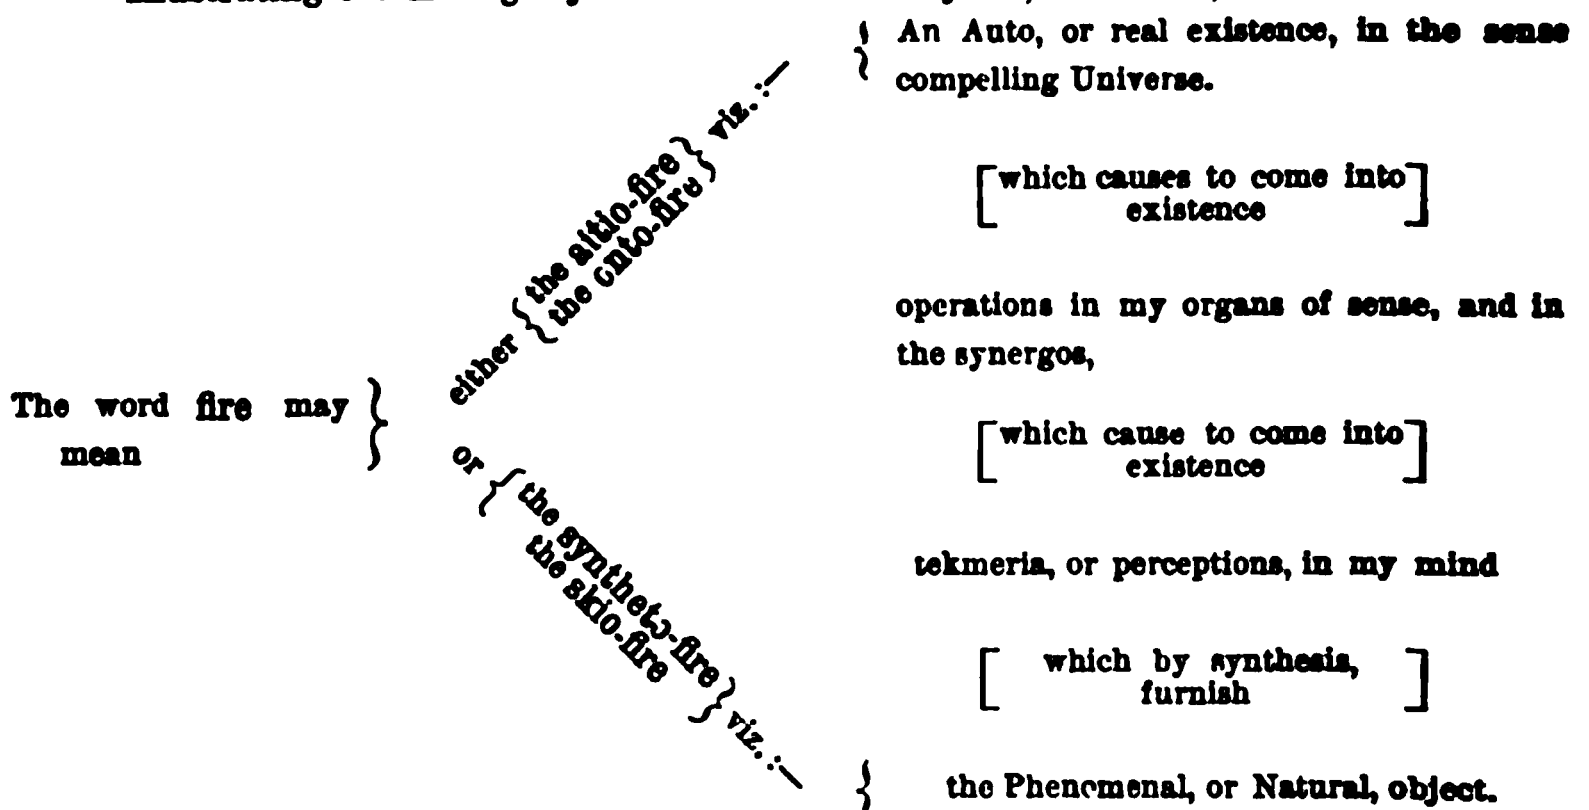 An Auto, or real existence, in the sense
compelling Universe.
[which causes to come into
existence]
operations in my organs of sense, and in
the synergos,
[which cause to come into
existence]
tekmeria, or perceptions, in my mind
[which by synthesis,
furnish]
the Phenomenal, or Natural, object.
The word fire may
mean
either { the aitio-fire } viz. :—
the onto-fire
or { the syntheto-fire } viz. :—
the skio-fire